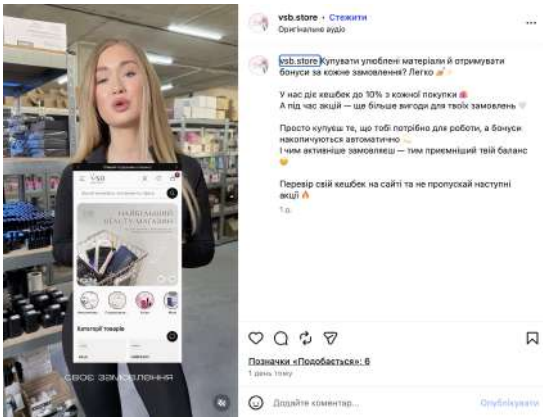 vsb.store • Стежити
Оригінальне аудіо
vsb.store Купувати улюблені матеріали й отримувати
бонуси за кожне замовлення? Легко
У нас діє кешбек до 10% з кожної покупки
А під час акцій — ще більше вигоди для твоїх замовлень
Просто купуєш те, що тобі потрібно для роботи, а бонуси
накопичуються автоматично
І чим активніше замовляєш — тим приємніший твій баланс
Перевір свій кешбек на сайті та не пропускай наступні
акції
1 д.
НАЙБІЛЬШИЙ
Категорії товарів
СВОЄ ЗАМОВЛЕННЯ
Позначки «Подобається»: 6
1 день тому
Додайте коментар...
Опублікувати